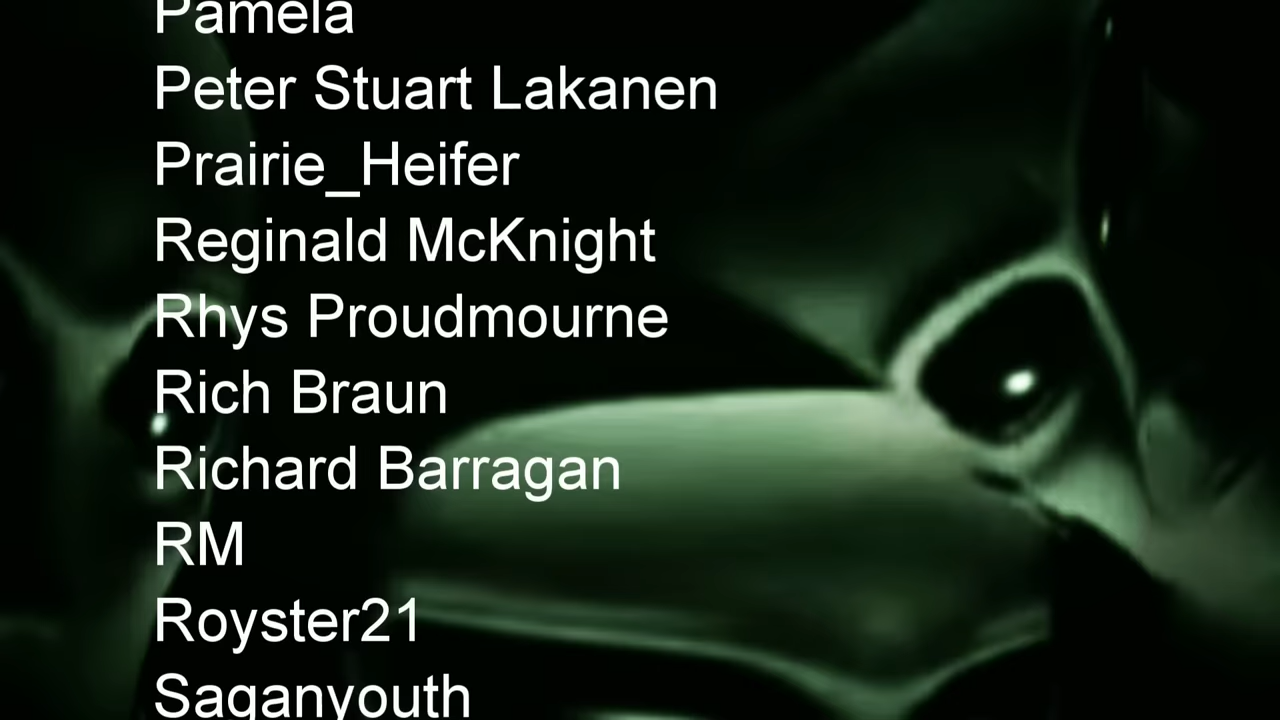 Pamela
Peter Stuart Lakanen
Prairie_Heifer
Reginald McKnight
Rhys Proudmourne
Rich Braun
Richard Barragan
RM
Royster21
Saganyouth